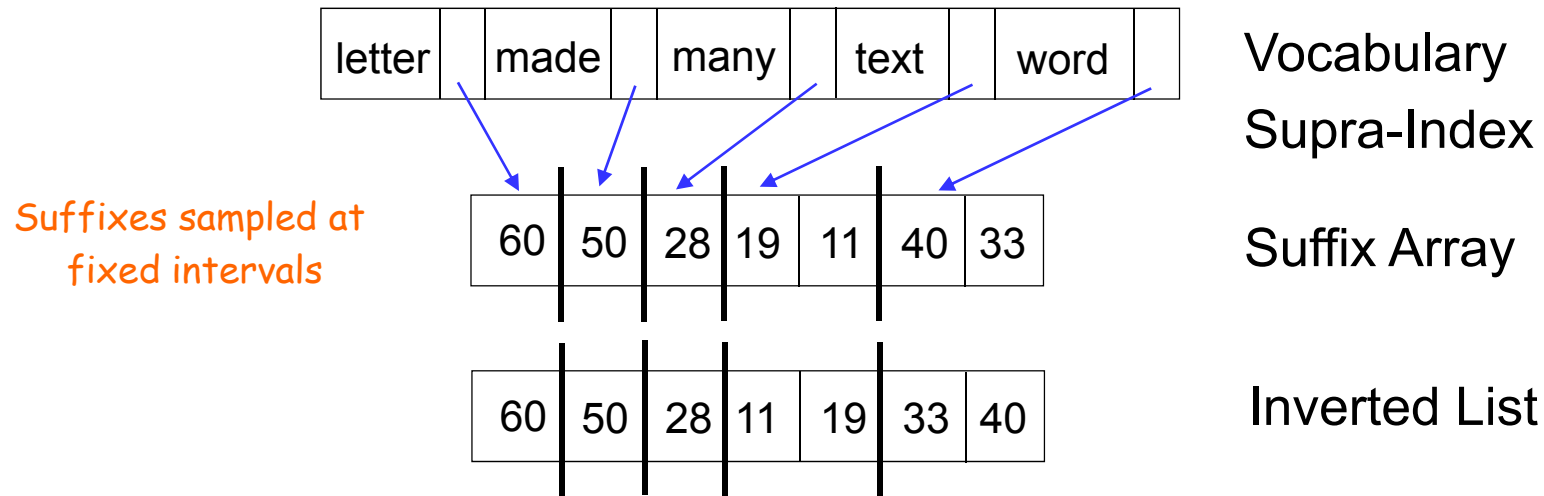 letter made many text word
Vocabulary
Supra-Index
Suffixes sampled at
fixed intervals
60 50 28 19 11 40 33
Suffix Array
60 50 28 11 19 33 40
Inverted List